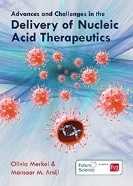 Advances and Challenges in the
Delivery of Nucleic
Acid Therapeutics
Olivia Merkel
& Mansoor M. Amiji
Future
Science